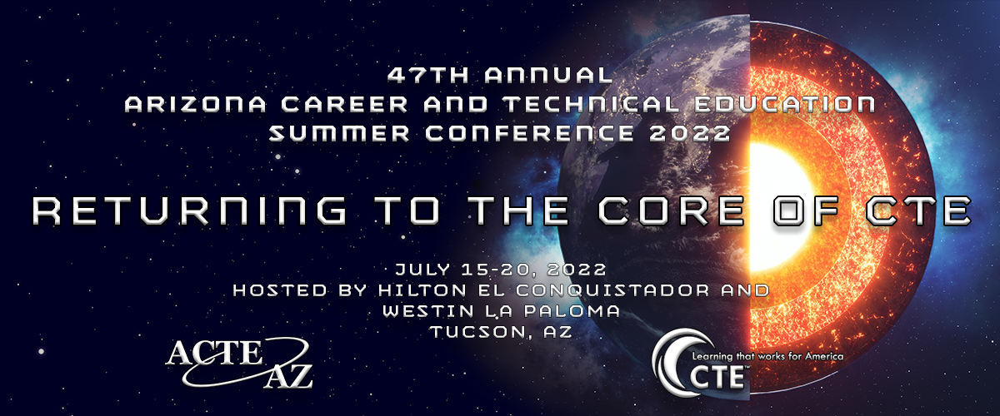 47TH ANNUAL
ARIZONA CAREER AND TECHNICAL EDUCATION
SUMMER CONFERENCE 2022
RETURNING TO THE CORE OF CTE
JULY 15-20, 2022
HOSTED BY HILTON EL CONQUISTADOR AND
WESTIN LA PALOMA
TUCSON, AZ
ACTE
AZ
Learning that works for America
CTE™